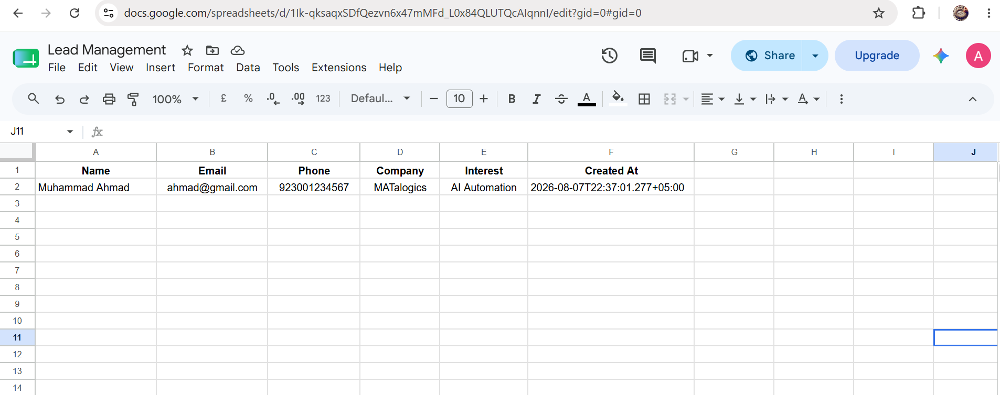 docs.google.com/spreadsheets/d/1Ik-qksaqxSDfQezvn6x47mMFd_L0x84QLUTQcAIqnnI/edit?gid=0#gid=0
Lead Management
File Edit View Insert Format Data Tools Extensions Help
Share
Upgrade
A
100% £ % .0 .00 123 Defaul... − 10 + B I A A
J11 fx
A B C D E F G H I J
1 Name Email Phone Company Interest Created At
2 Muhammad Ahmad ahmad@gmail.com 923001234567 MATalogics AI Automation 2026-08-07T22:37:01.277+05:00
3
4
5
6
7
8
9
10
11
12
13
14